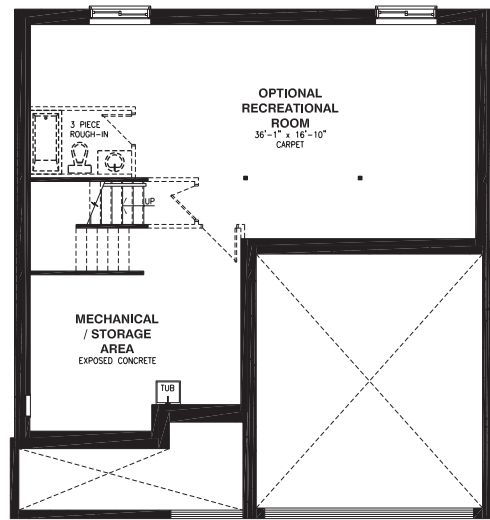 OPTIONAL
RECREATIONAL
ROOM
36'-1" x 16'-10"
CARPET
3 PIECE
ROUGH-IN
UP
MECHANICAL
/ STORAGE
AREA
EXPOSED CONCRETE
TUB